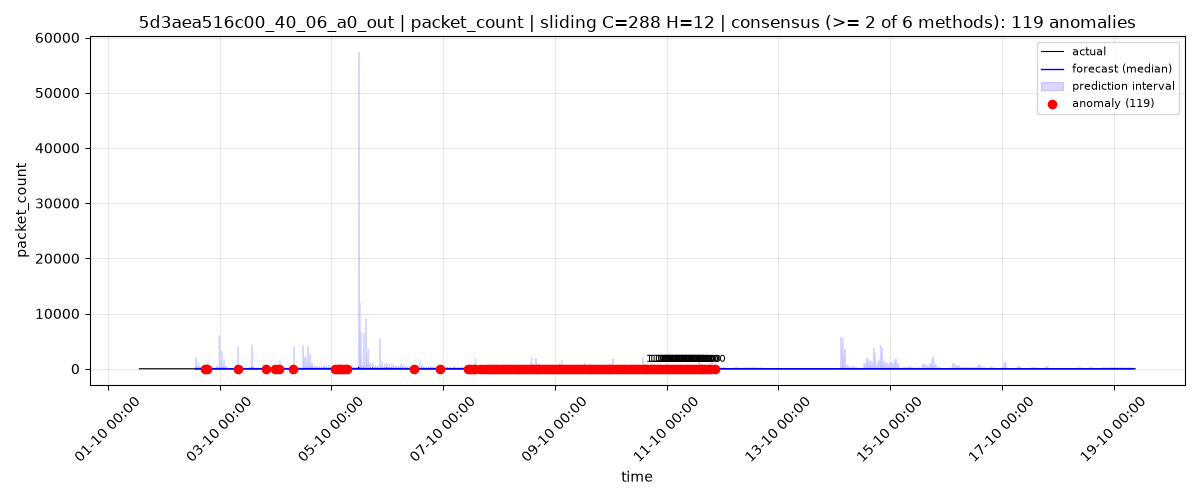 5d3aea516c00_40_06_a0_out | packet_count | sliding C=288 H=12 | consensus (>= 2 of 6 methods): 119 anomalies
60000
50000
40000
30000
20000
10000
0
packet_count
actual
forecast (median)
prediction interval
anomaly (119)
01-10 00:00
03-10 00:00
05-10 00:00
07-10 00:00
09-10 00:00
11-10 00:00
13-10 00:00
15-10 00:00
17-10 00:00
19-10 00:00
time